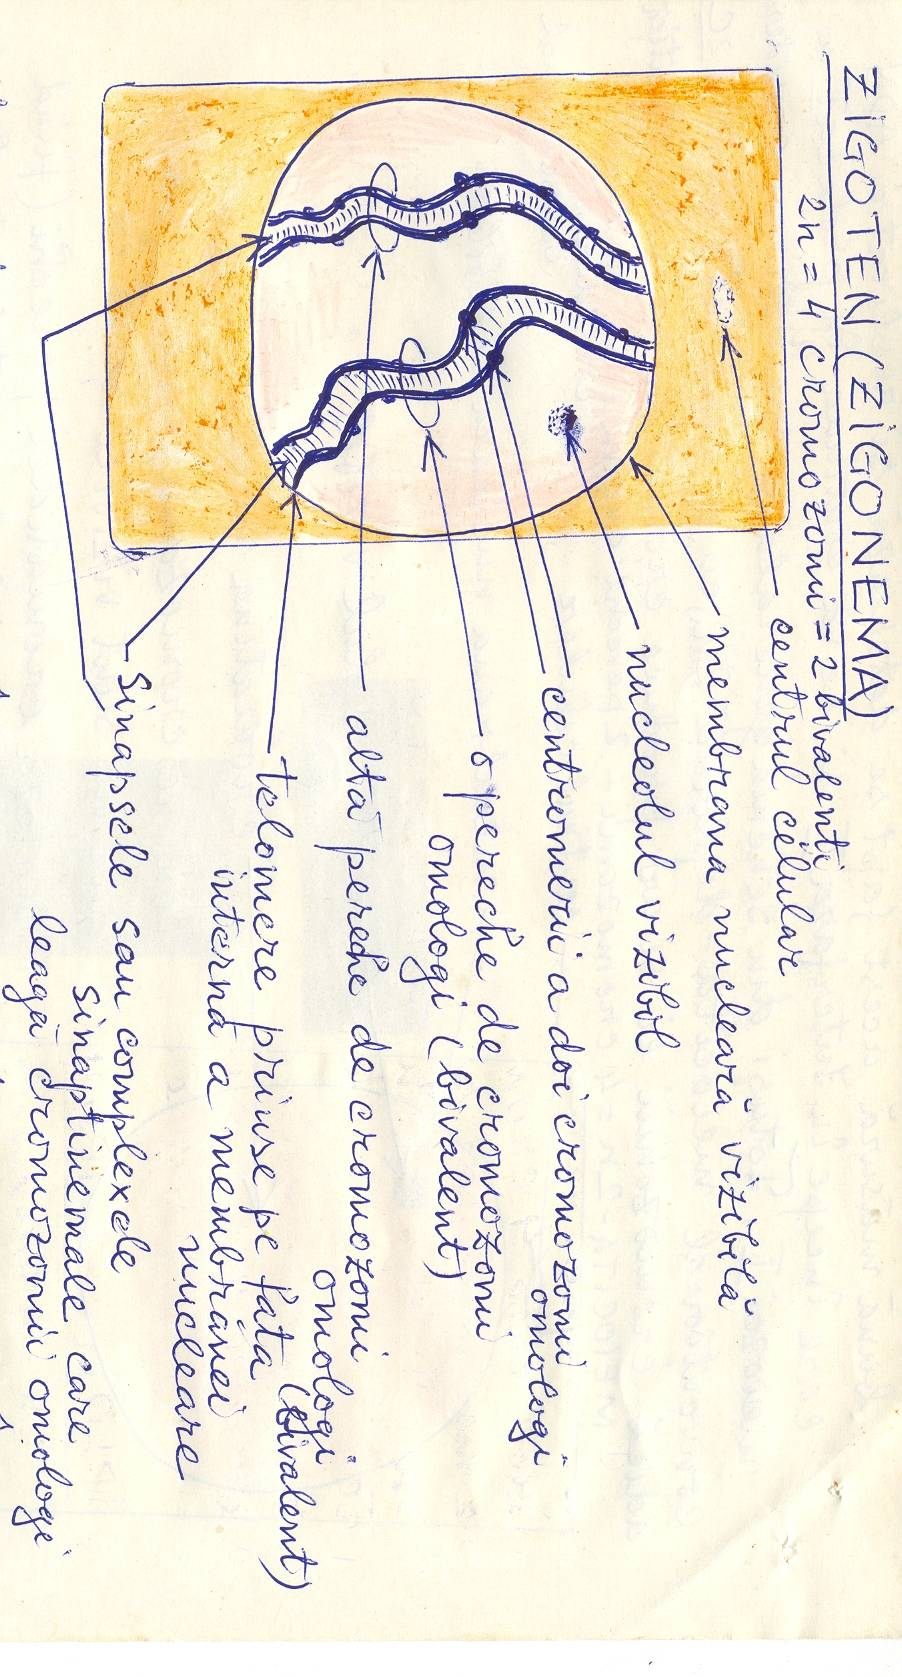 ZIGOTEN (ZIGONEMA)
2n = 4 cromozomi = 2 bivalenți
centrul celular
membrana nucleară vizibilă
nucleolul vizibil
centromerii a doi cromozomi
omologi
o pereche de cromozomi
omologi (bivalent)
altă pereche de cromozomi
omologi
(bivalent)
telomere prinse pe fața
internă a membranei
nucleare
sinapsele sau complexele
sinaptinemale care
leagă cromozomii omologi